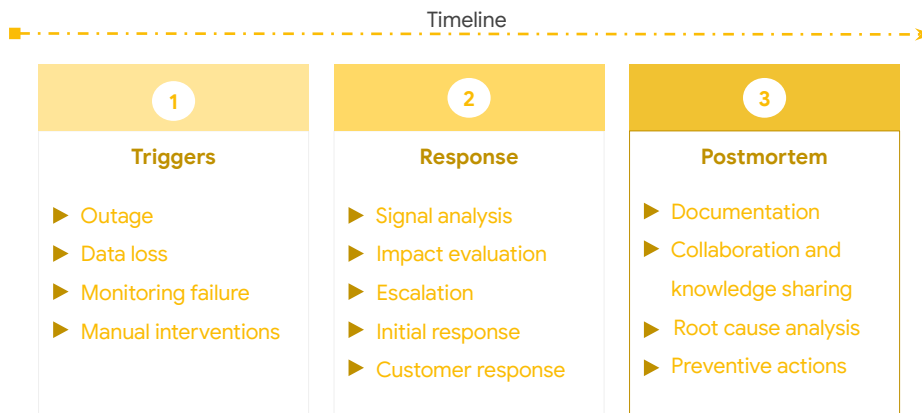 Timeline
1
Triggers
Outage
Data loss
Monitoring failure
Manual interventions
2
Response
Signal analysis
Impact evaluation
Escalation
Initial response
Customer response
3
Postmortem
Documentation
Collaboration and
knowledge sharing
Root cause analysis
Preventive actions